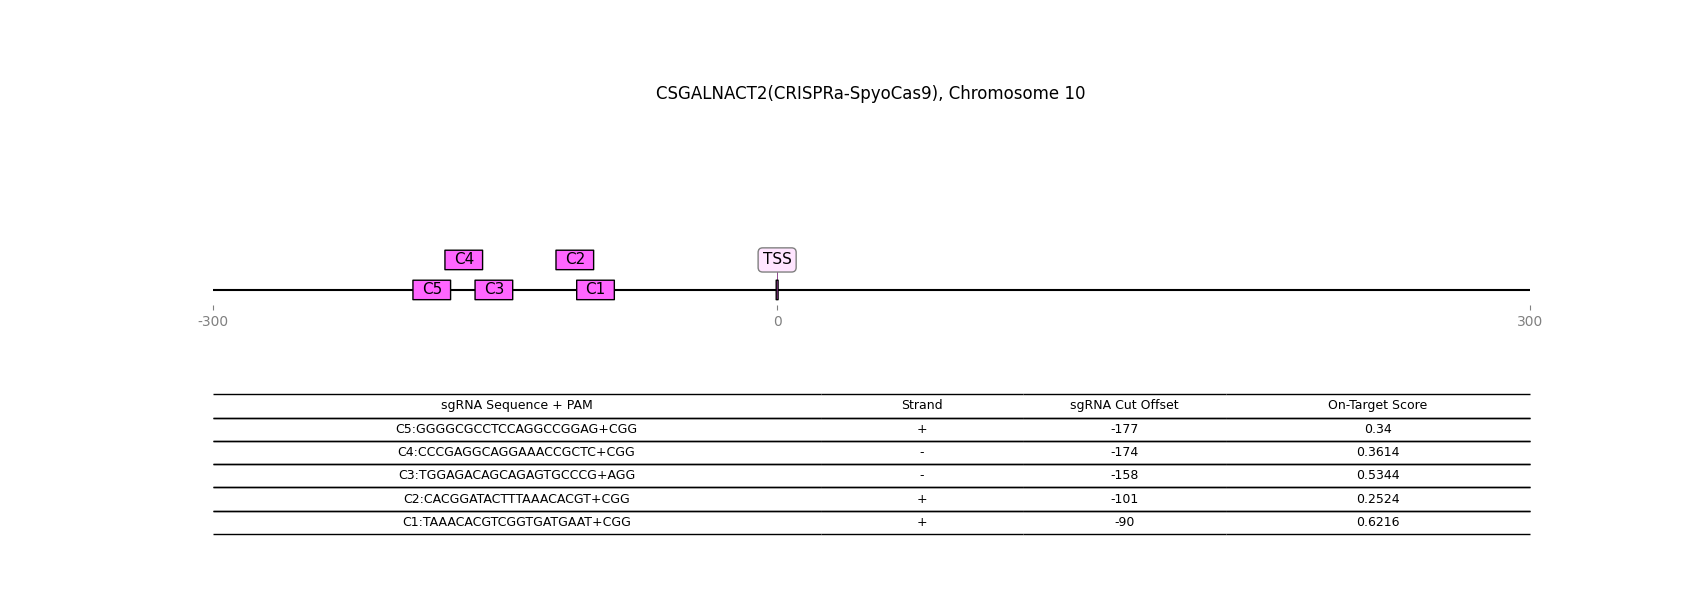 CSGALNACT2(CRISPRa-SpyoCas9), Chromosome 10
C4 C2 TSS
C5 C3 C1
-300 0 300
sgRNA Sequence + PAM Strand sgRNA Cut Offset On-Target Score
C5:GGGGCGCCTCCAGGCCGGAG+CGG + -177 0.34
C4:CCCGAGGCAGGAAACCGCTC+CGG - -174 0.3614
C3:TGGAGACAGCAGAGTGCCCG+AGG - -158 0.5344
C2:CACGGATACTTTAAACACGT+CGG + -101 0.2524
C1:TAAACACGTCGGTGATGAAT+CGG + -90 0.6216